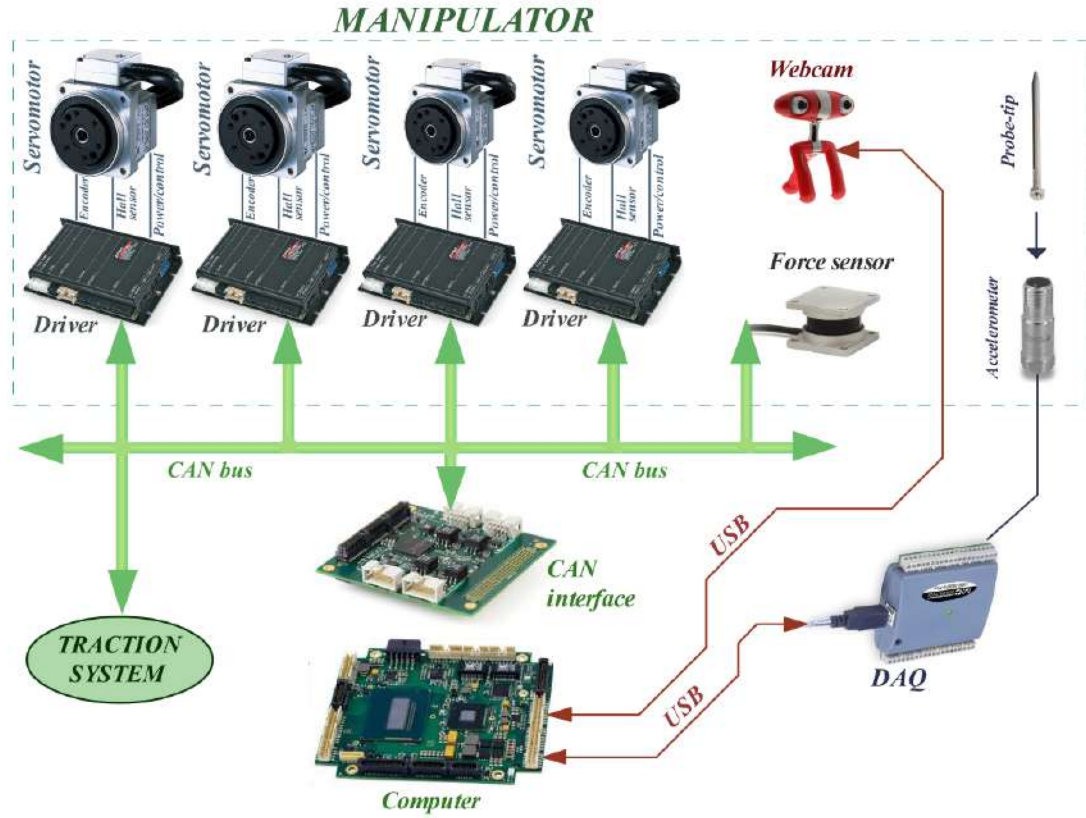 MANIPULATOR
Servomotor
Encoder
Hall
sensor
Power/control
Driver
Servomotor
Encoder
Hall
sensor
Power/control
Driver
Servomotor
Encoder
Hall
sensor
Power/control
Driver
Servomotor
Encoder
Hall
sensor
Power/control
Driver
Webcam
Force sensor
Probe-tip
Accelerometer
CAN bus
CAN bus
CAN
interface
USB
TRACTION
SYSTEM
USB
DAQ
Computer